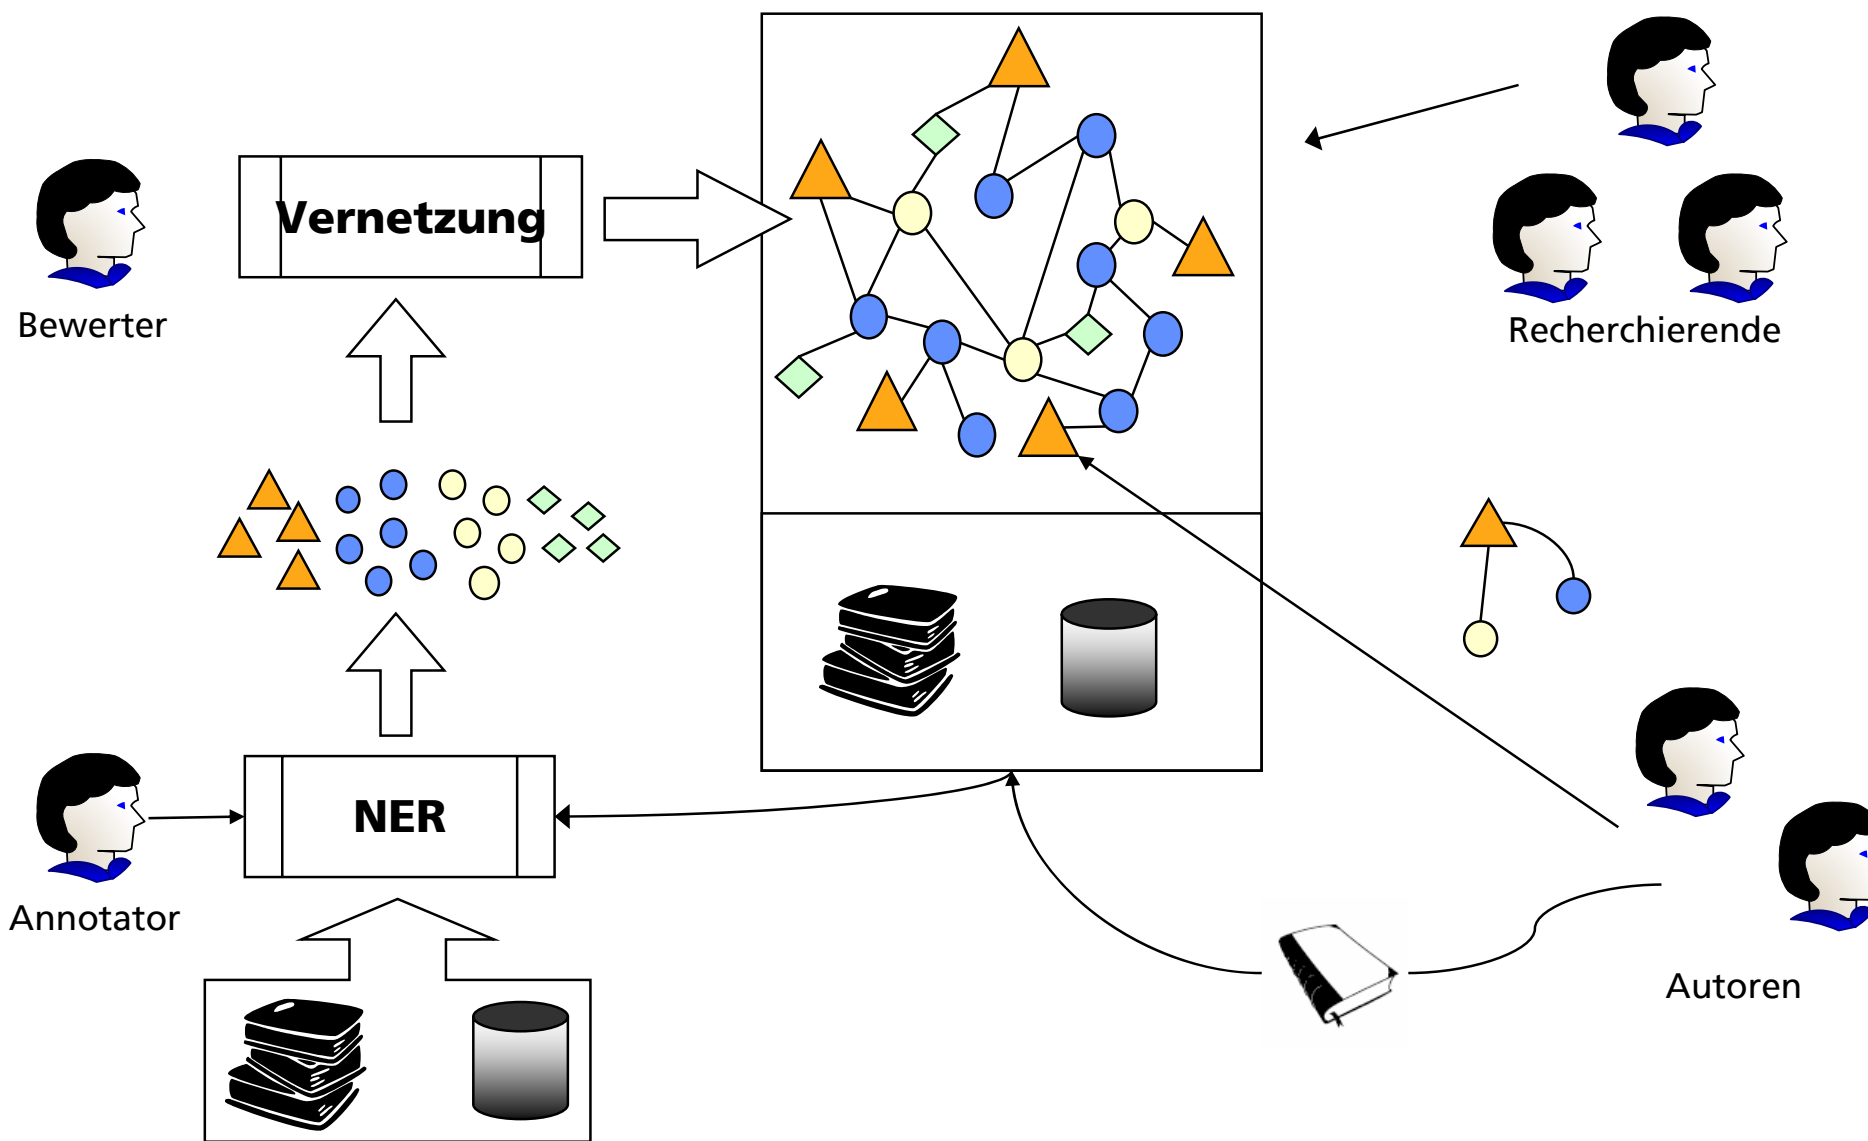 Vernetzung
Bewerter
Recherchierende
NER
Annotator
Autoren